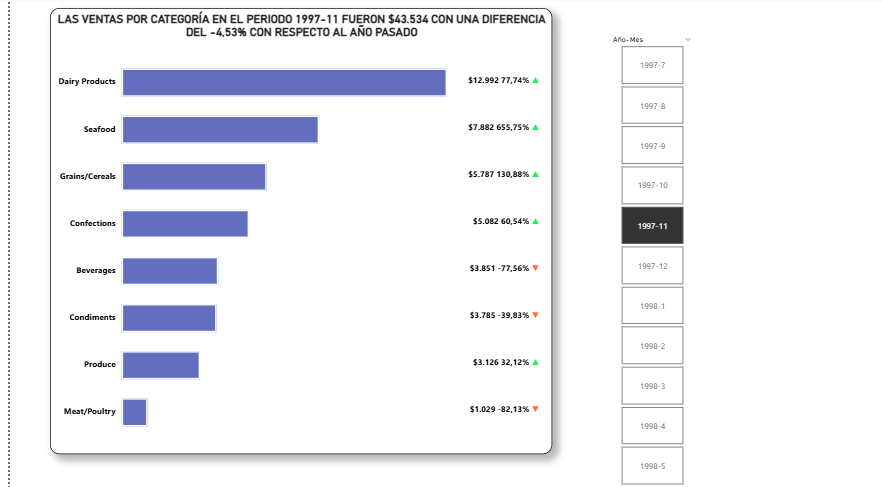 LAS VENTAS POR CATEGORÍA EN EL PERIODO 1997-11 FUERON $43.534 CON UNA DIFERENCIA
DEL -4,53% CON RESPECTO AL AÑO PASADO
Dairy Products $12.992 77,74% ▲
Seafood $7.882 655,75% ▲
Grains/Cereals $5.787 130,88% ▲
Confections $5.082 60,54% ▲
Beverages $3.851 -77,56% ▼
Condiments $3.785 -39,83% ▼
Produce $3.126 32,12% ▲
Meat/Poultry $1.029 -82,13% ▼
Año-Mes
1997-7
1997-8
1997-9
1997-10
1997-11
1997-12
1998-1
1998-2
1998-3
1998-4
1998-5